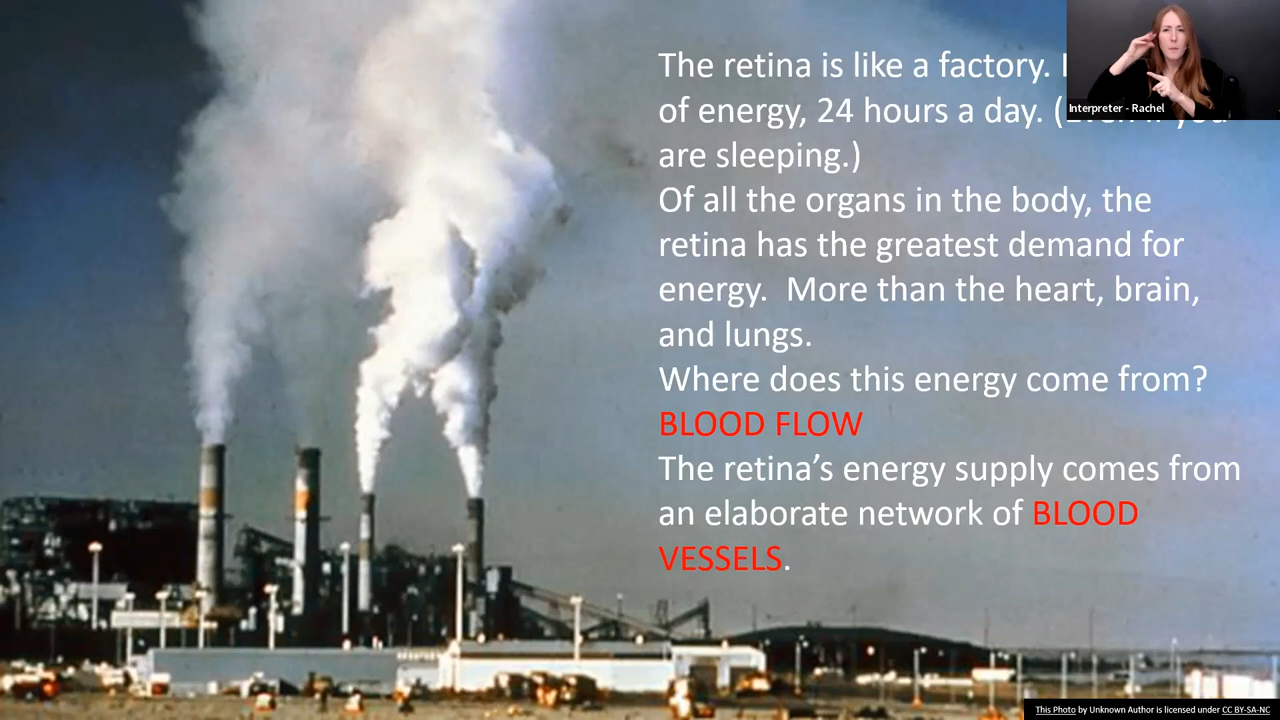 The retina is like a factory.
of energy, 24 hours a day. (Even if you
are sleeping.)
Of all the organs in the body, the
retina has the greatest demand for
energy.  More than the heart, brain,
and lungs.
Where does this energy come from?
BLOOD FLOW
The retina’s energy supply comes from
an elaborate network of BLOOD
VESSELS.
Interpreter - Rachel
This Photo by Unknown Author is licensed under CC BY-SA-NC